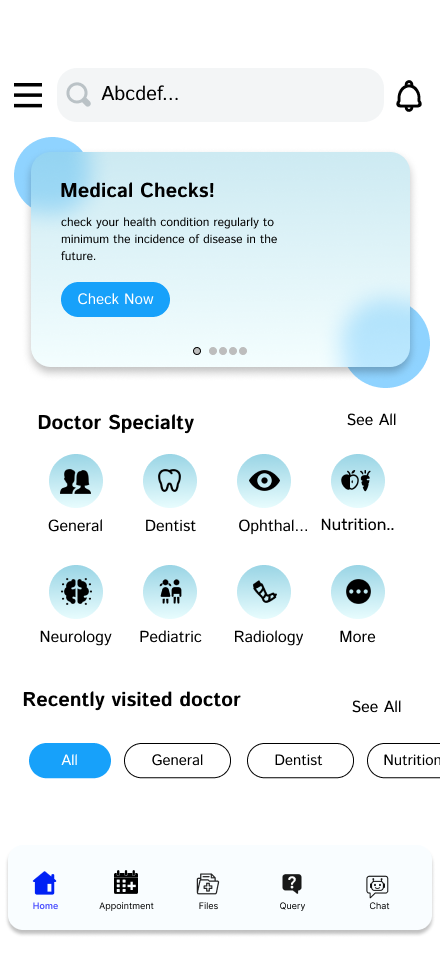 Abcdef...
Medical Checks!
check your health condition regularly to
minimum the incidence of disease in the
future.
Check Now
Doctor Specialty
See All
General
Dentist
Ophthal...
Nutrition..
Neurology
Pediatric
Radiology
More
Recently visited doctor
See All
All
General
Dentist
Nutrition
Home
Appointment
Files
Query
Chat